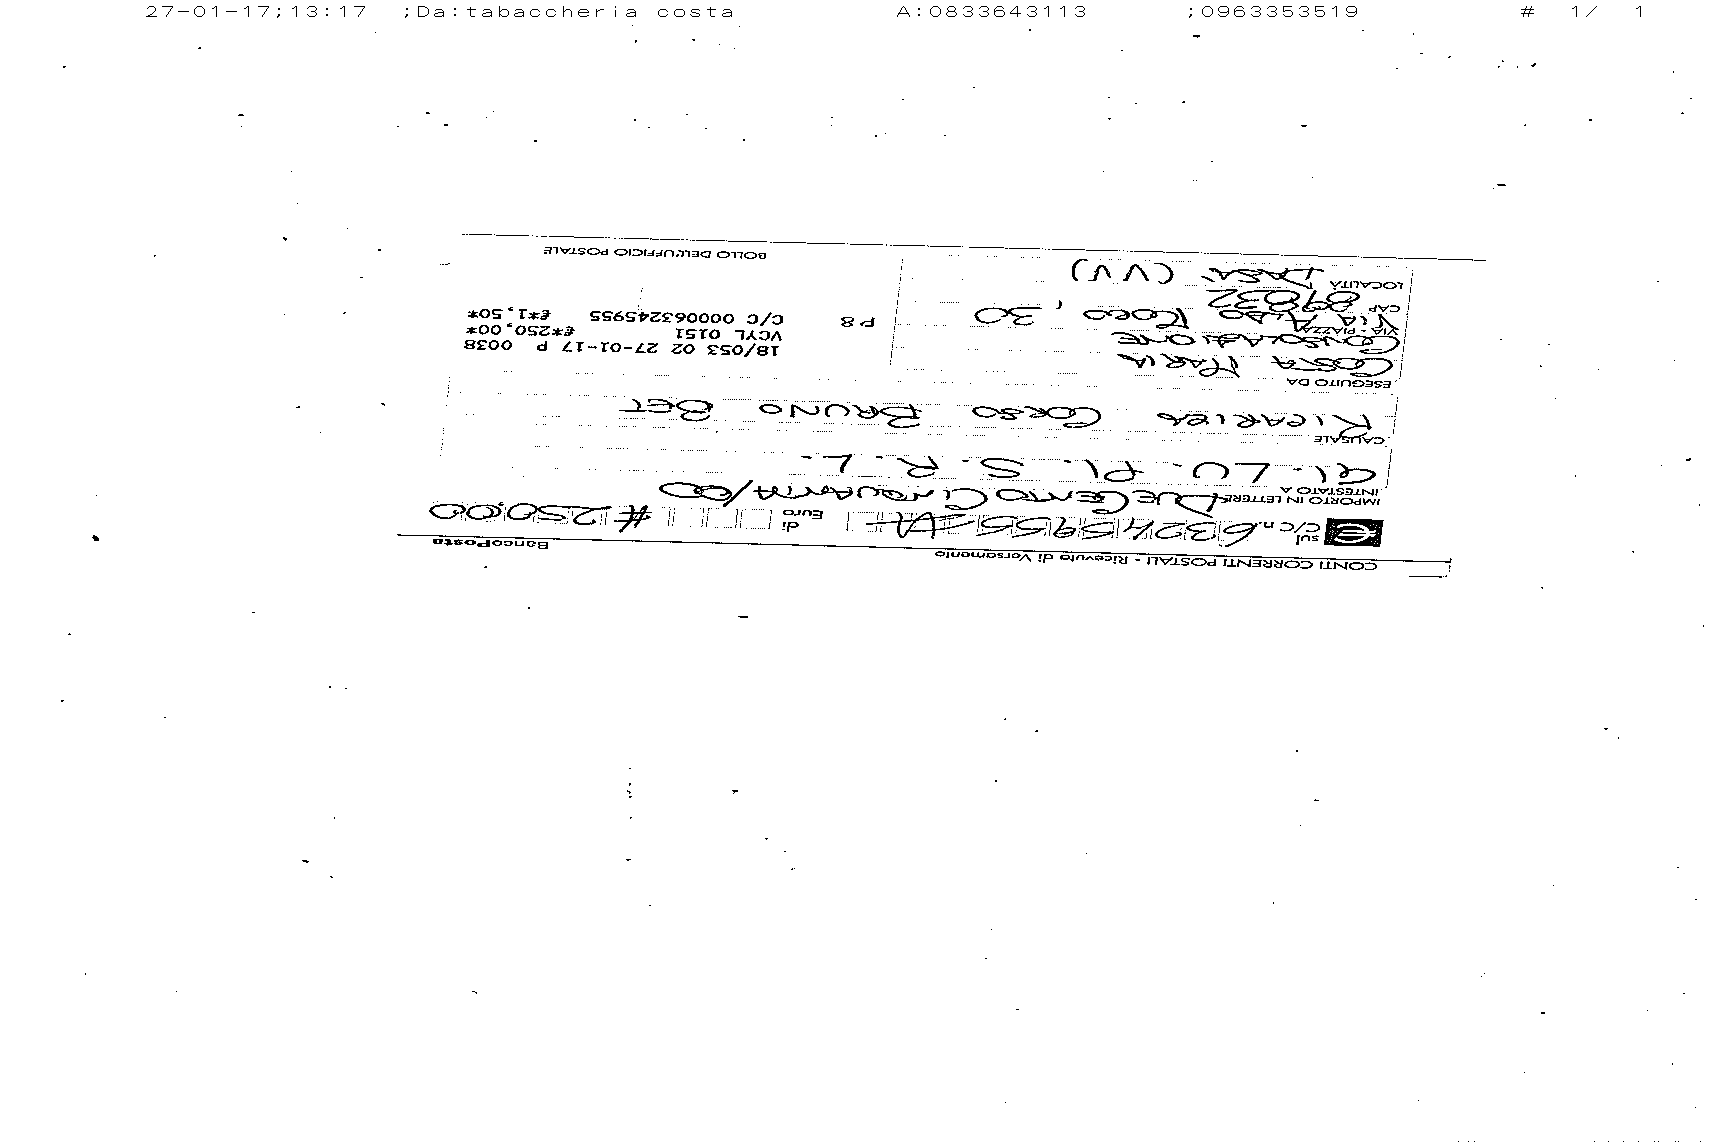 27-01-17;13:17 ;Da:tabaccheria costa A:0833643113 ;0963353519 # 1/ 1
CONTI CORRENTI POSTALI - Ricevuta di Versamento BancoPosta
€ sul c/c n. 63245955 di Euro # 250,00
IMPORTO IN LETTERE DUECENTOCINQUANTA/00
INTESTATO A
GI. LU. PI. S. R. L.
CAUSALE
RICARICA CORSO BRUNO BET
ESEGUITO DA
COSTA MARIA
CONSOLAZIONE
VIA - PIAZZA VIA ALDO MORO, 30
CAP 89832
LOCALITÀ DASA' (VV)
18/053 02 27-01-17 P 0038
VCYL 0151 €*250,00*
P8 C/C 000063245955 €*1,50*
BOLLO DELL'UFFICIO POSTALE